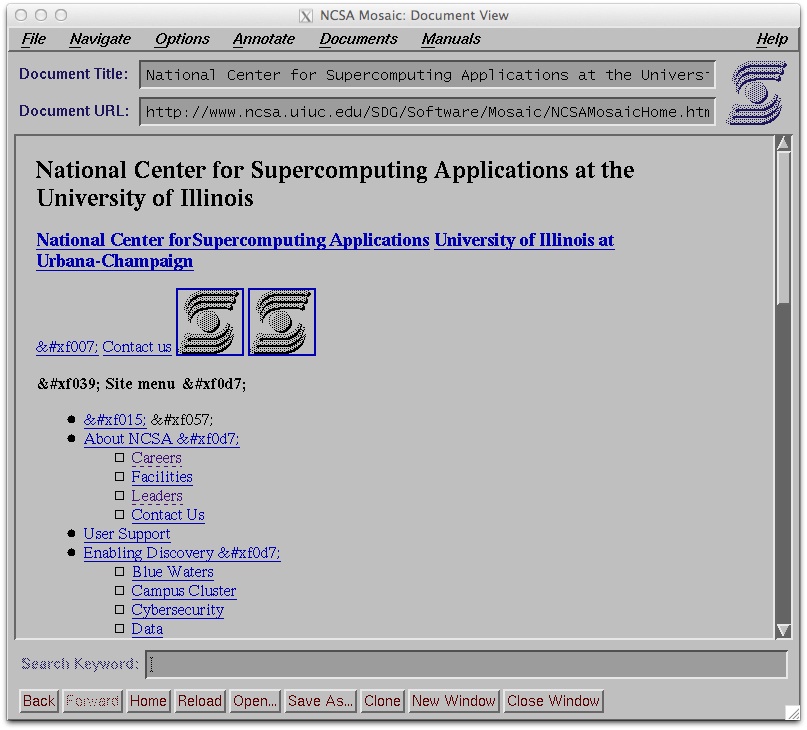 NCSA Mosaic: Document View
File Navigate Options Annotate Documents Manuals Help
Document Title: National Center for Supercomputing Applications at the Univers
Document URL: http://www.ncsa.uiuc.edu/SDG/Software/Mosaic/NCSAMosaicHome.htm
National Center for Supercomputing Applications at the
University of Illinois
National Center for Supercomputing Applications University of Illinois at
Urbana-Champaign
&#xf007; Contact us
&#xf039; Site menu &#xf0d7;
&#xf015; &#xf057;
About NCSA &#xf0d7;
Careers
Facilities
Leaders
Contact Us
User Support
Enabling Discovery &#xf0d7;
Blue Waters
Campus Cluster
Cybersecurity
Data
Search Keyword:
Back Forward Home Reload Open... Save As... Clone New Window Close Window